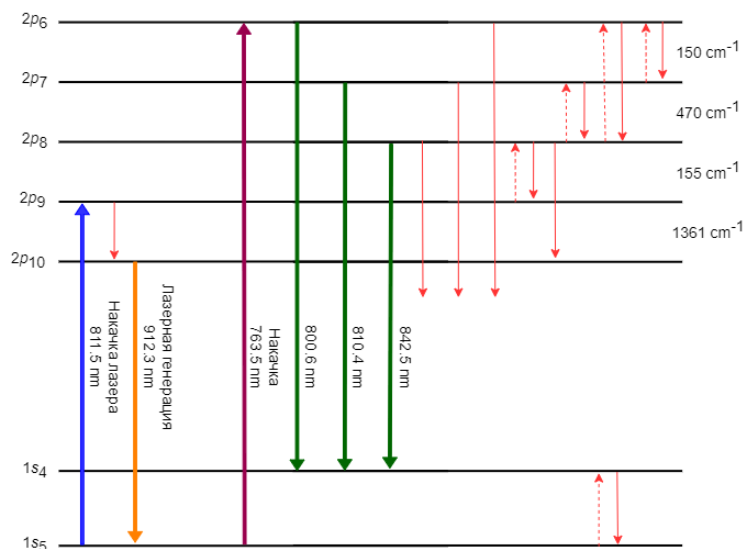 2p6
150 cm-1
2p7
470 cm-1
2p8
155 cm-1
2p9
1361 cm-1
2p10
Накачка лазера
811.5 nm
Лазерная генерация
912.3 nm
Накачка
763.5 nm
800.6 nm
810.4 nm
842.5 nm
1s4
1s5